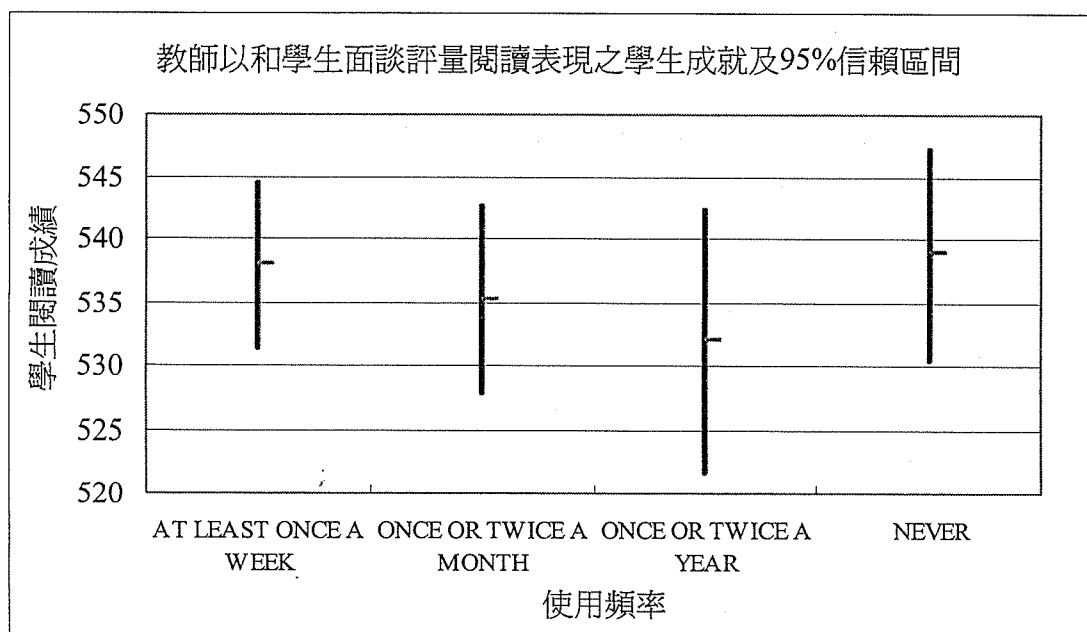 教師以和學生面談評量閱讀表現之學生成就及95%信賴區間
550
545
540
535
530
525
520
學生閱讀成績
AT LEAST ONCE A WEEK
ONCE OR TWICE A MONTH
ONCE OR TWICE A YEAR
NEVER
使用頻率